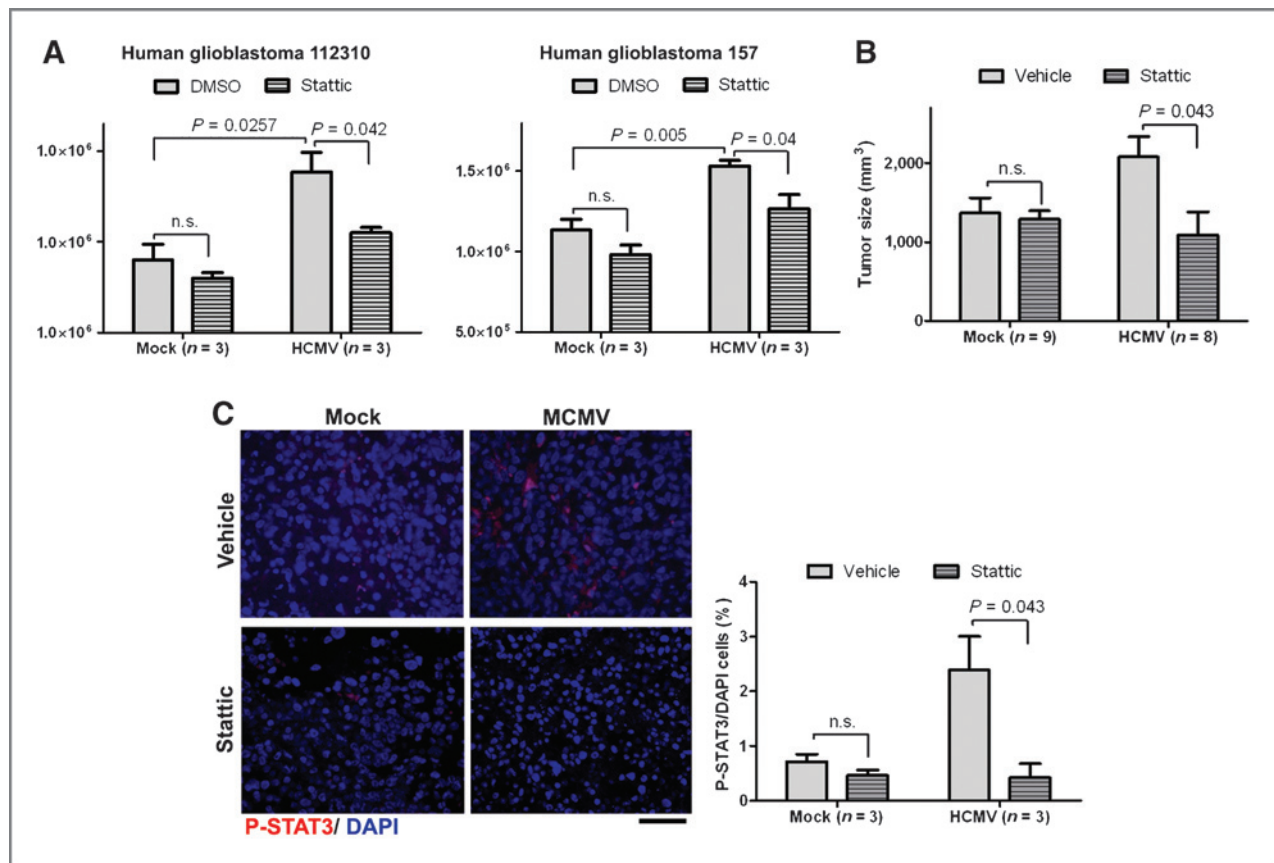 A
Human glioblastoma 112310
DMSO Stattic
P = 0.0257
P = 0.042
n.s.
1.0×10⁶
1.0×10⁶
1.0×10⁶
Mock (n = 3)
HCMV (n = 3)
Human glioblastoma 157
DMSO Stattic
P = 0.005
P = 0.04
n.s.
1.5×10⁶
1.0×10⁶
5.0×10⁵
Mock (n = 3)
HCMV (n = 3)
B
Vehicle Stattic
P = 0.043
n.s.
Tumor size (mm³)
2,000
1,000
0
Mock (n = 9)
HCMV (n = 8)
C
Mock
MCMV
Vehicle
Stattic
P-STAT3/ DAPI
Vehicle Stattic
P = 0.043
n.s.
P-STAT3/DAPI cells (%)
4
3
2
1
0
Mock (n = 3)
HCMV (n = 3)